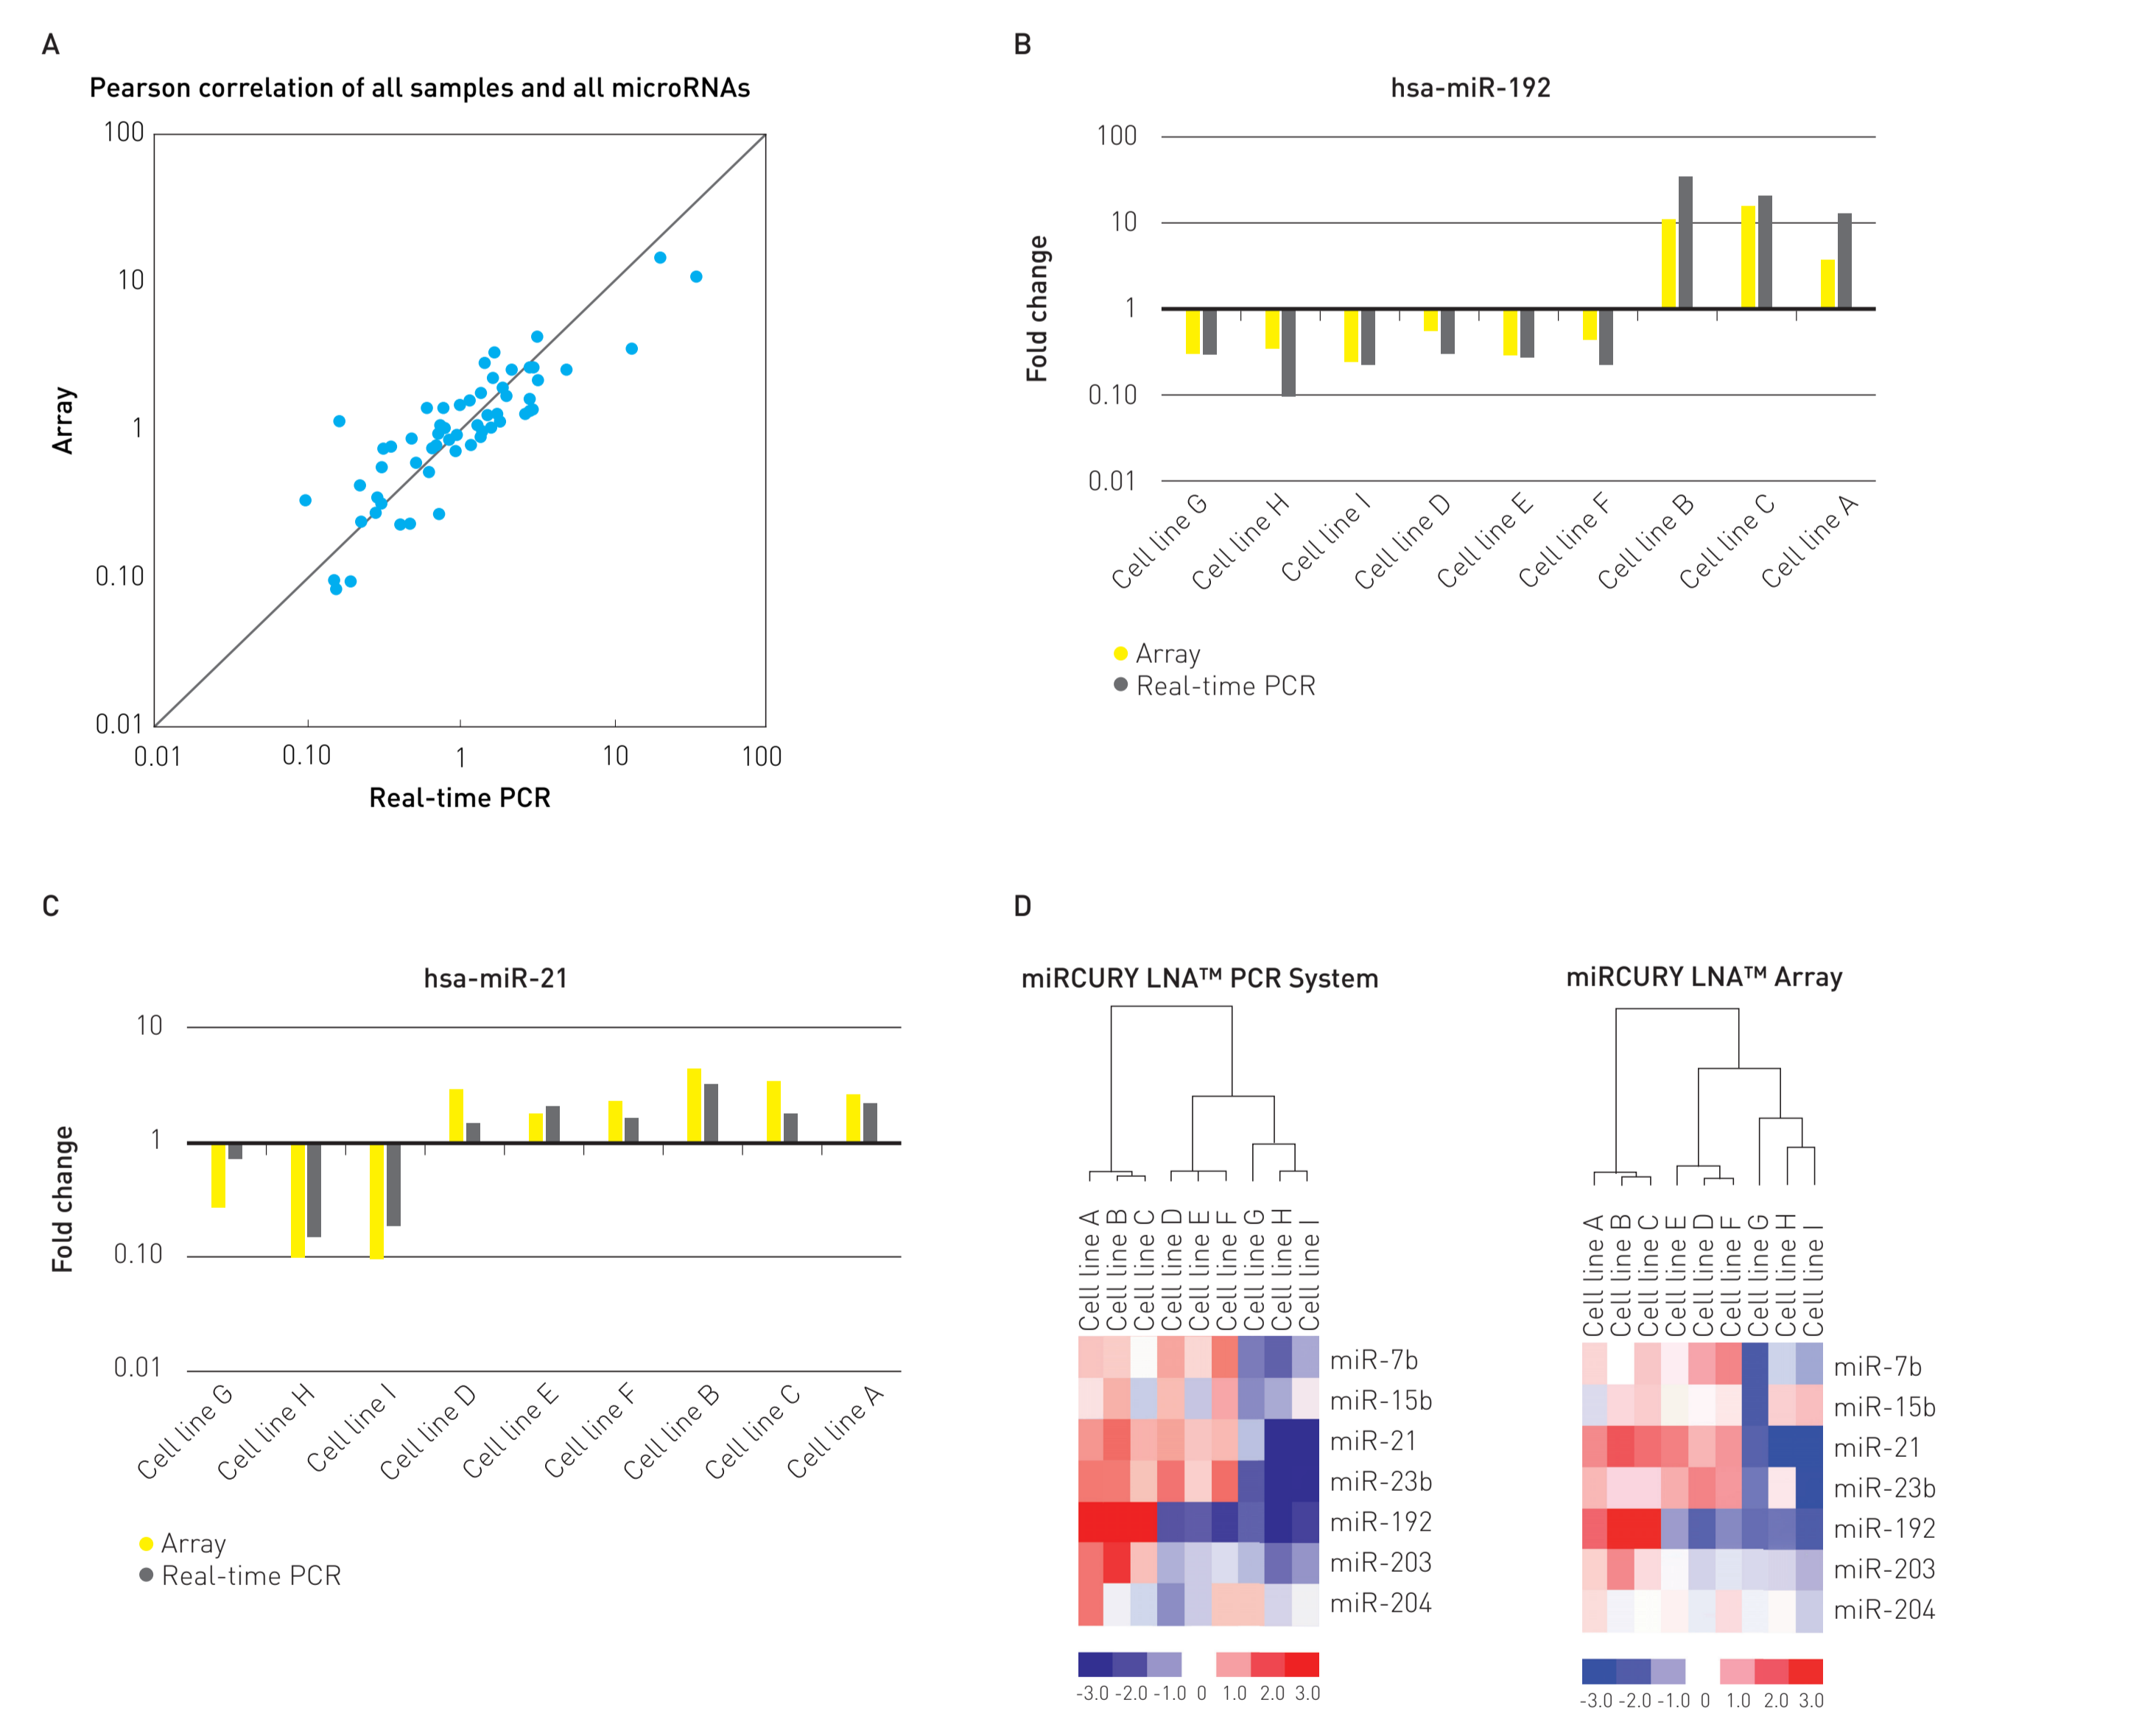 A
Pearson correlation of all samples and all microRNAs
100
10
1
0.10
0.01
Array
0.01 0.10 1 10 100
Real-time PCR
B
hsa-miR-192
100
10
1
0.10
0.01
Fold change
Cell line G
Cell line H
Cell line I
Cell line D
Cell line E
Cell line F
Cell line B
Cell line C
Cell line A
Array
Real-time PCR
C
hsa-miR-21
10
1
0.10
0.01
Fold change
Cell line G
Cell line H
Cell line I
Cell line D
Cell line E
Cell line F
Cell line B
Cell line C
Cell line A
Array
Real-time PCR
D
miRCURY LNA™ PCR System
Cell line A
Cell line B
Cell line C
Cell line D
Cell line E
Cell line F
Cell line G
Cell line H
Cell line I
miR-7b
miR-15b
miR-21
miR-23b
miR-192
miR-203
miR-204
-3.0 -2.0 -1.0 0 1.0 2.0 3.0
miRCURY LNA™ Array
Cell line A
Cell line B
Cell line C
Cell line E
Cell line D
Cell line F
Cell line G
Cell line H
Cell line I
miR-7b
miR-15b
miR-21
miR-23b
miR-192
miR-203
miR-204
-3.0 -2.0 -1.0 0 1.0 2.0 3.0